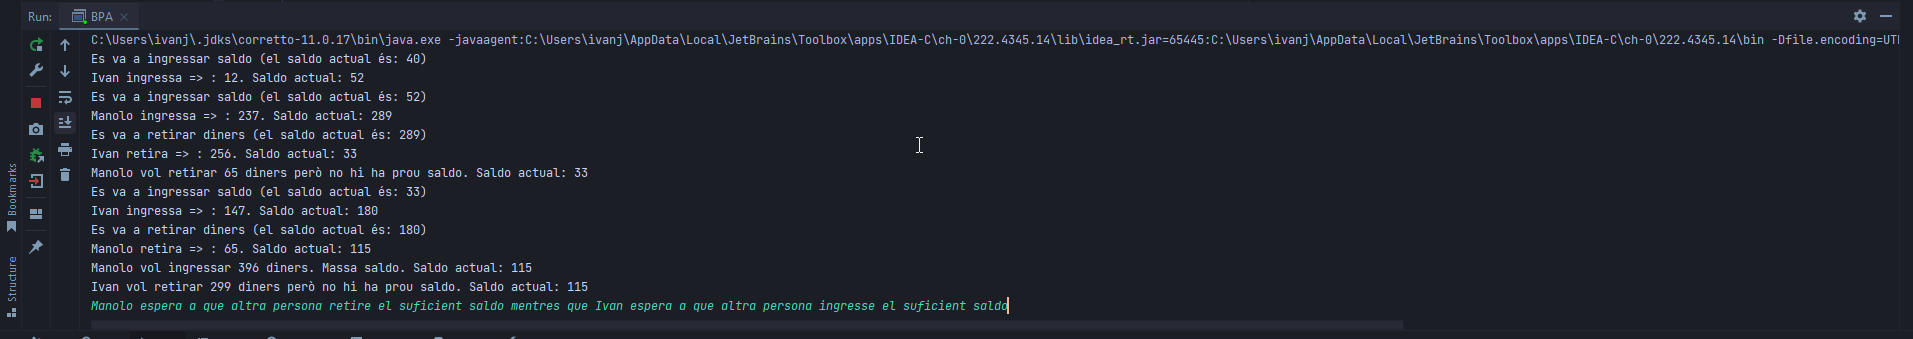 Run: BPA
C:\Users\ivanj\.jdks\corretto-11.0.17\bin\java.exe -javaagent:C:\Users\ivanj\AppData\Local\JetBrains\Toolbox\apps\IDEA-C\ch-0\222.4345.14\lib\idea_rt.jar=65445:C:\Users\ivanj\AppData\Local\JetBrains\Toolbox\apps\IDEA-C\ch-0\222.4345.14\bin -Dfile.encoding=UT
Es va a ingressar saldo (el saldo actual és: 40)
Ivan ingressa => : 12. Saldo actual: 52
Es va a ingressar saldo (el saldo actual és: 52)
Manolo ingressa => : 237. Saldo actual: 289
Es va a retirar diners (el saldo actual és: 289)
Ivan retira => : 256. Saldo actual: 33
Manolo vol retirar 65 diners però no hi ha prou saldo. Saldo actual: 33
Es va a ingressar saldo (el saldo actual és: 33)
Ivan ingressa => : 147. Saldo actual: 180
Es va a retirar diners (el saldo actual és: 180)
Manolo retira => : 65. Saldo actual: 115
Manolo vol ingressar 396 diners. Massa saldo. Saldo actual: 115
Ivan vol retirar 299 diners però no hi ha prou saldo. Saldo actual: 115
Manolo espera a que altra persona retire el suficient saldo mentres que Ivan espera a que altra persona ingresse el suficient saldo
Bookmarks
Structure